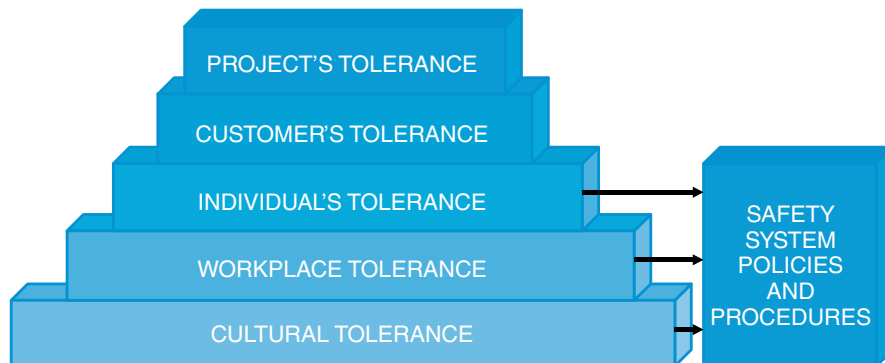 PROJECT’S TOLERANCE
CUSTOMER’S TOLERANCE
INDIVIDUAL’S TOLERANCE
WORKPLACE TOLERANCE
CULTURAL TOLERANCE
SAFETY
SYSTEM
POLICIES
AND
PROCEDURES